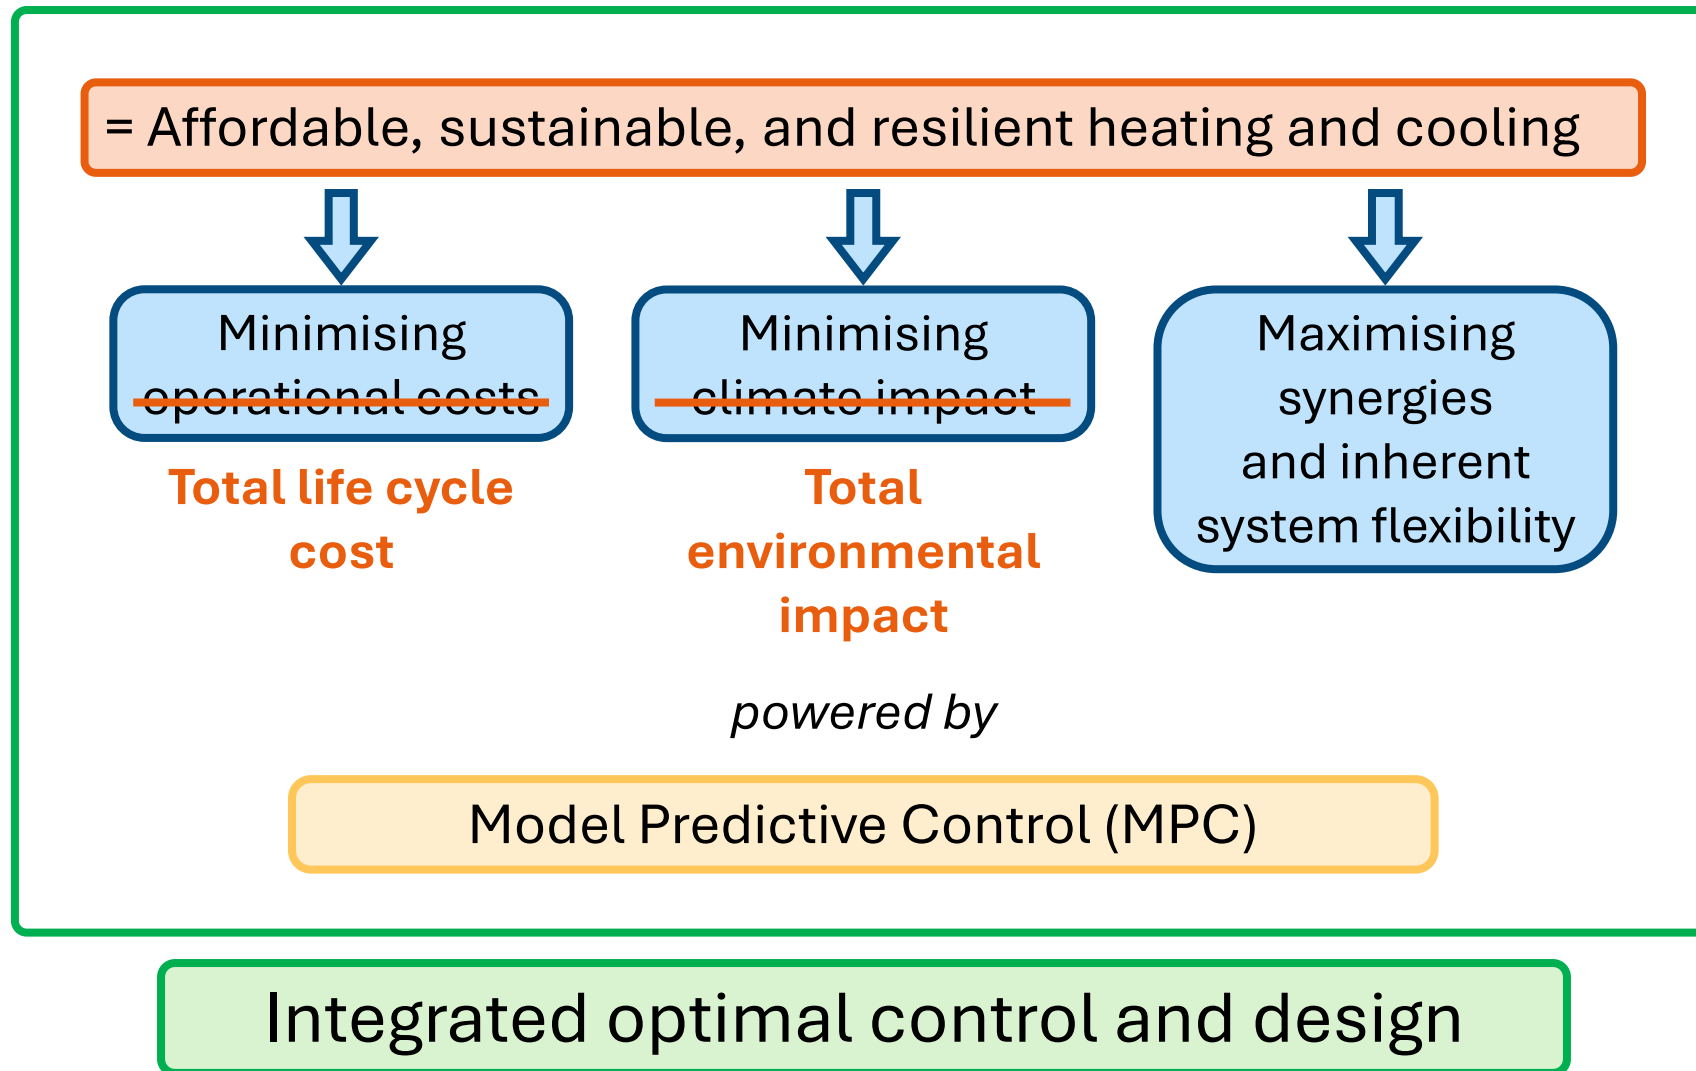 = Affordable, sustainable, and resilient heating and cooling
Minimising
operational costs
Total life cycle
cost
Minimising
climate impact
Total
environmental
impact
Maximising
synergies
and inherent
system flexibility
powered by
Model Predictive Control (MPC)
Integrated optimal control and design